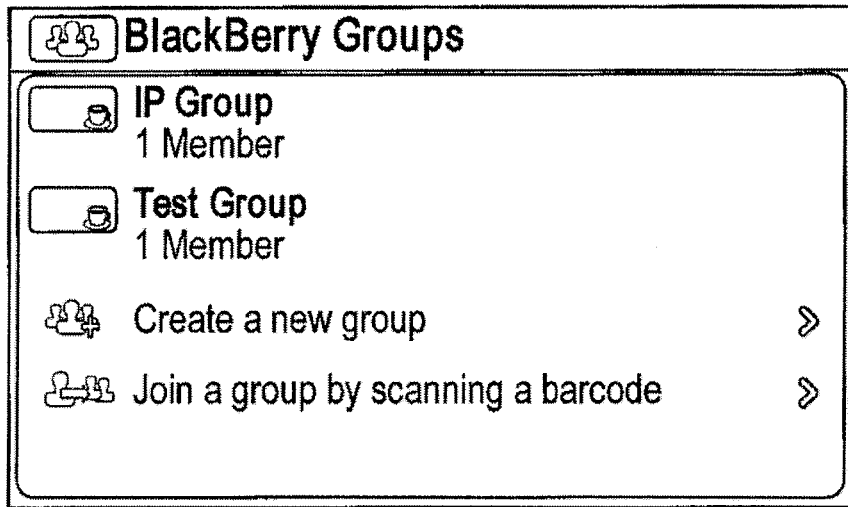 BlackBerry Groups
IP Group
1 Member
Test Group
1 Member
Create a new group
Join a group by scanning a barcode